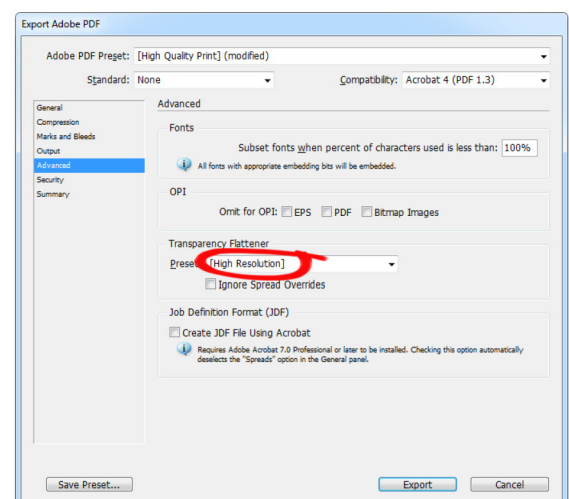 Export Adobe PDF
Adobe PDF Preset: [High Quality Print] (modified)
Standard: None Compatibility: Acrobat 4 (PDF 1.3)
General
Compression
Marks and Bleeds
Output
Advanced
Security
Summary
Advanced
Fonts
Subset fonts when percent of characters used is less than: 100%
All fonts with appropriate embedding bits will be embedded.
OPI
Omit for OPI: EPS PDF Bitmap Images
Transparency Flattener
Preset: [High Resolution]
Ignore Spread Overrides
Job Definition Format (JDF)
Create JDF File Using Acrobat
Requires Adobe Acrobat 7.0 Professional or later to be installed. Checking this option automatically
deselects the "Spreads" option in the General panel.
Save Preset... Export Cancel